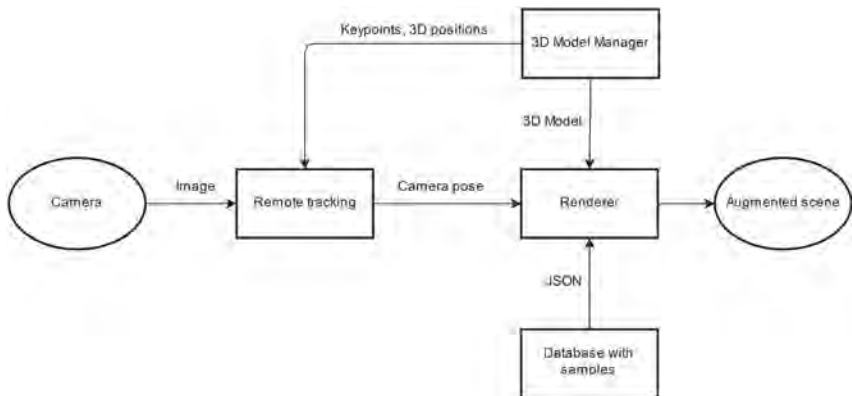 Keypoints, 3D positions
3D Model Manager
3D Model
Camera
Image
Remote tracking
Camera pose
Renderer
Augmented scene
JSON
Database with
samples